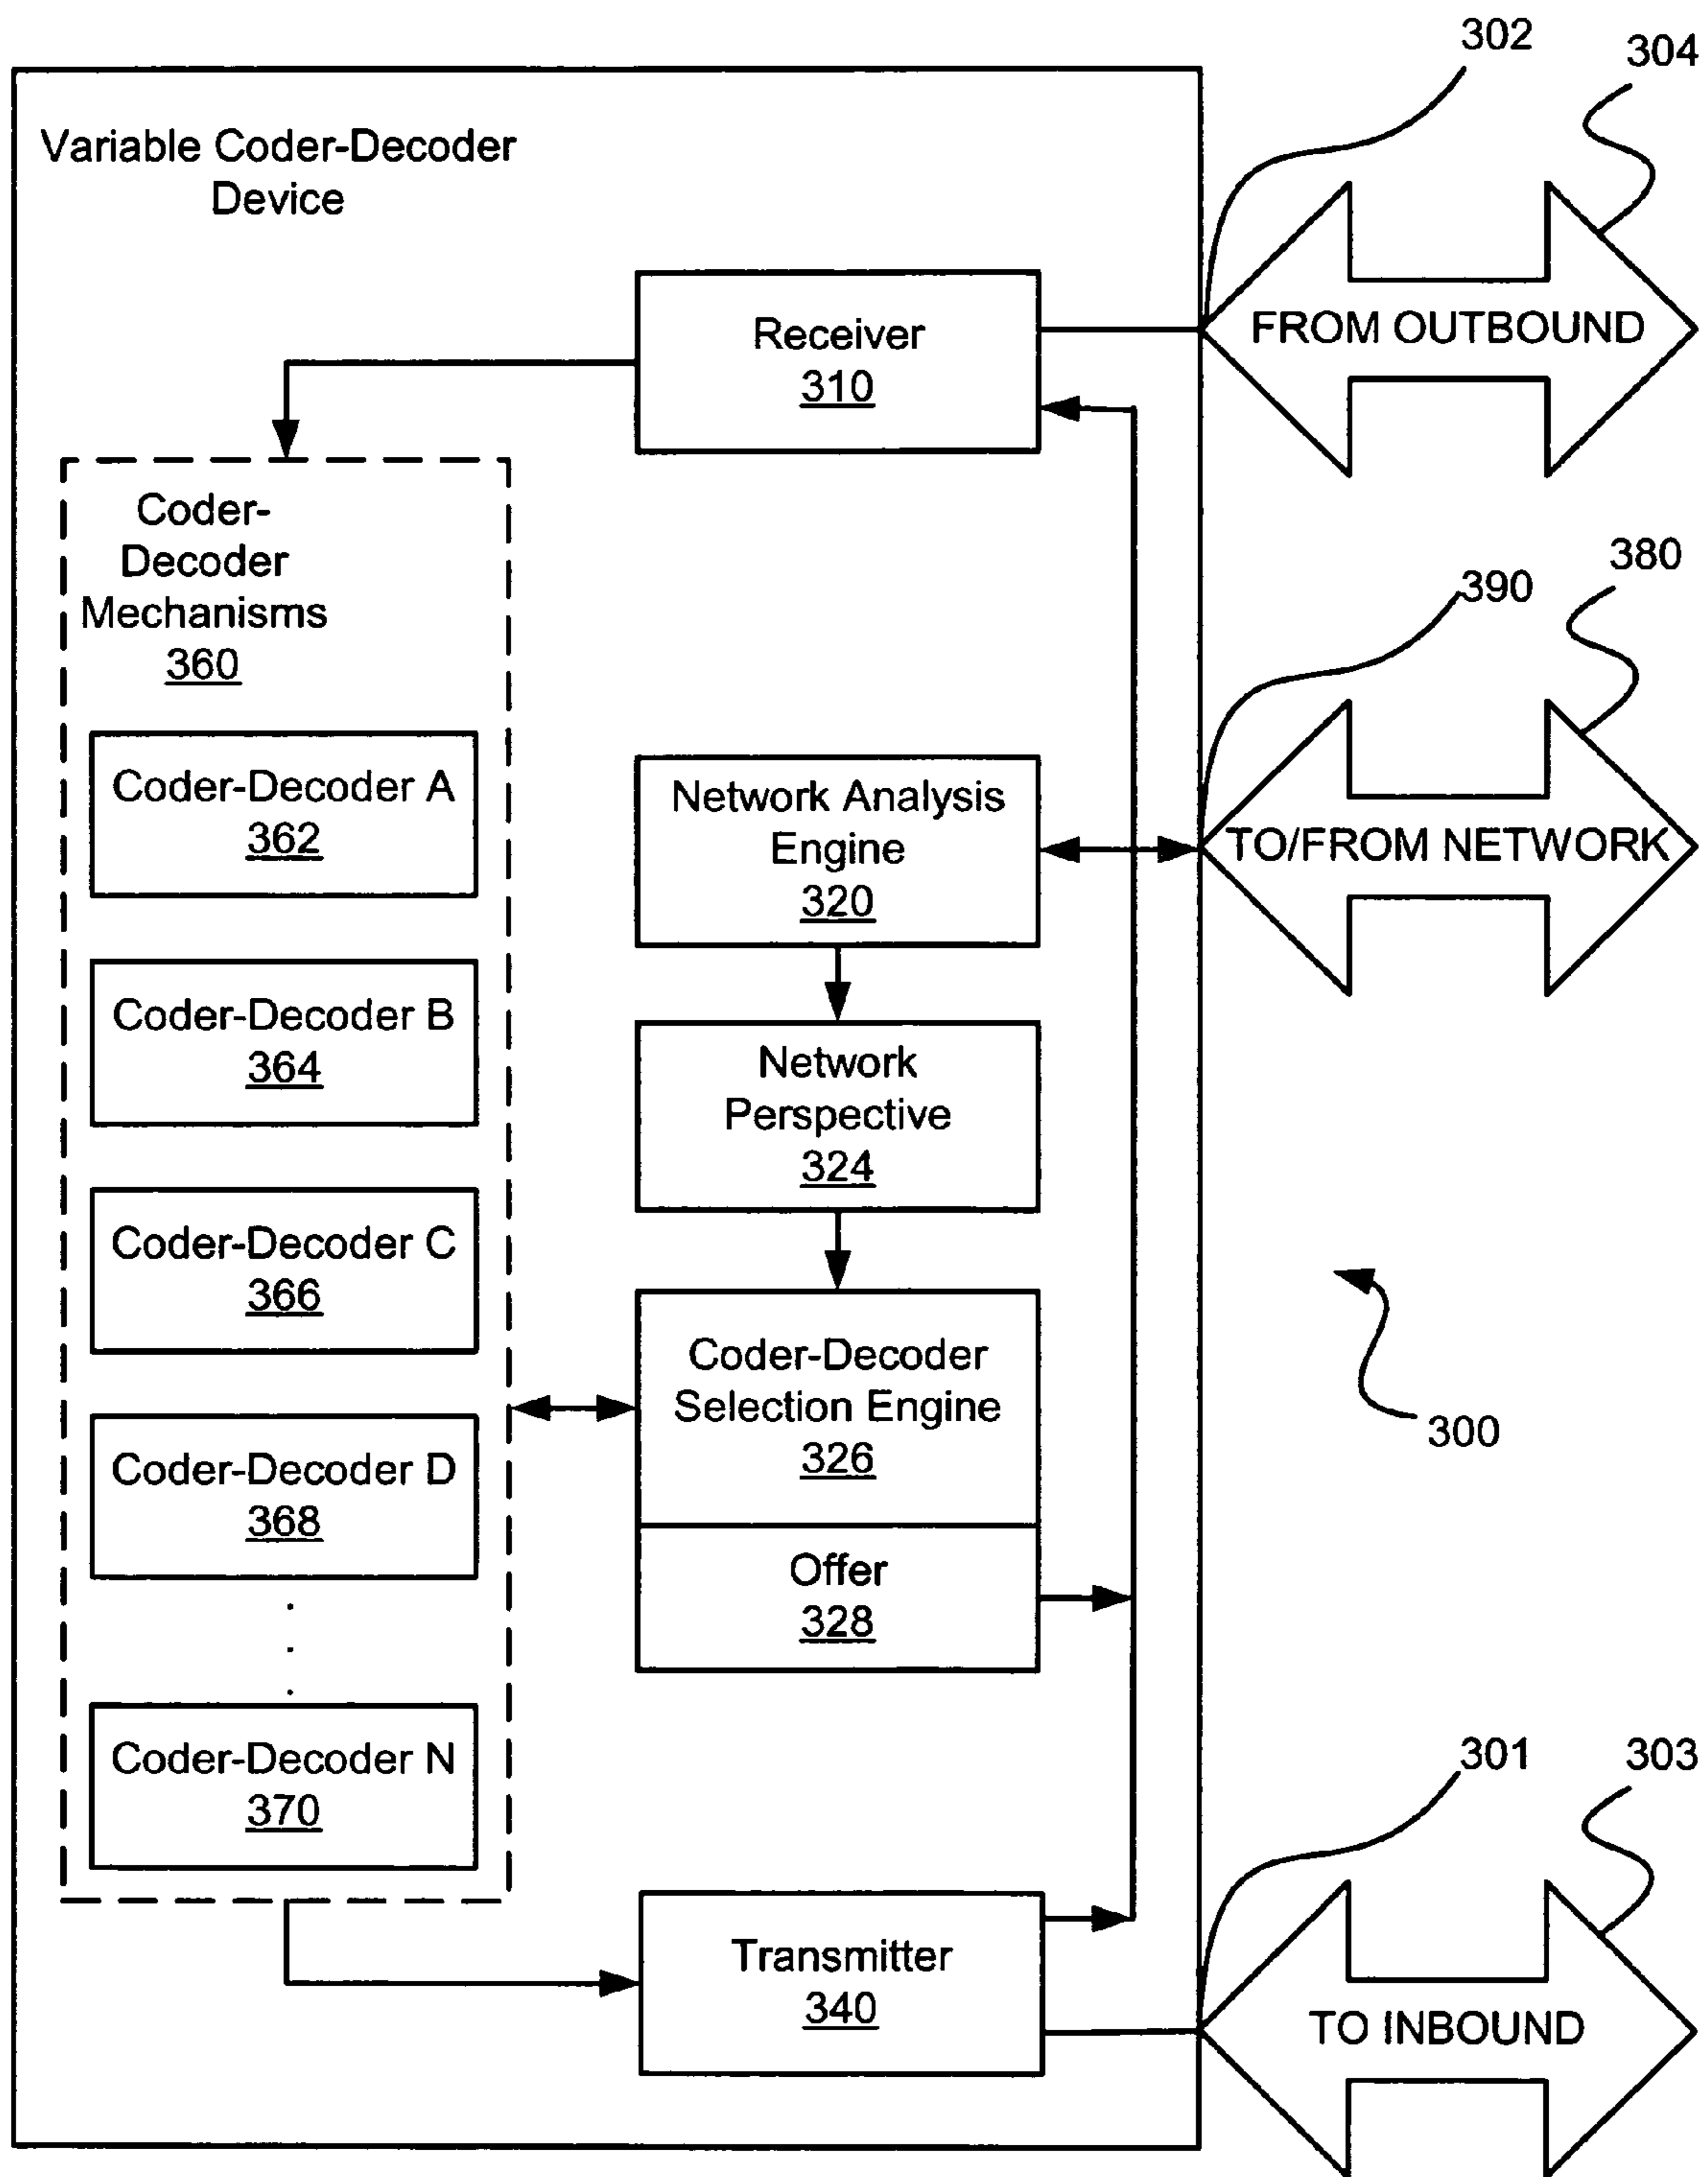 302
304
Variable Coder-Decoder
Device
Receiver
310
FROM OUTBOUND
Coder-
Decoder
Mechanisms
360
390
380
Coder-Decoder A
362
Network Analysis
Engine
320
TO/FROM NETWORK
Coder-Decoder B
364
Network
Perspective
324
Coder-Decoder C
366
Coder-Decoder
Selection Engine
326
300
Coder-Decoder D
368
Offer
328
Coder-Decoder N
370
301
303
Transmitter
340
TO INBOUND